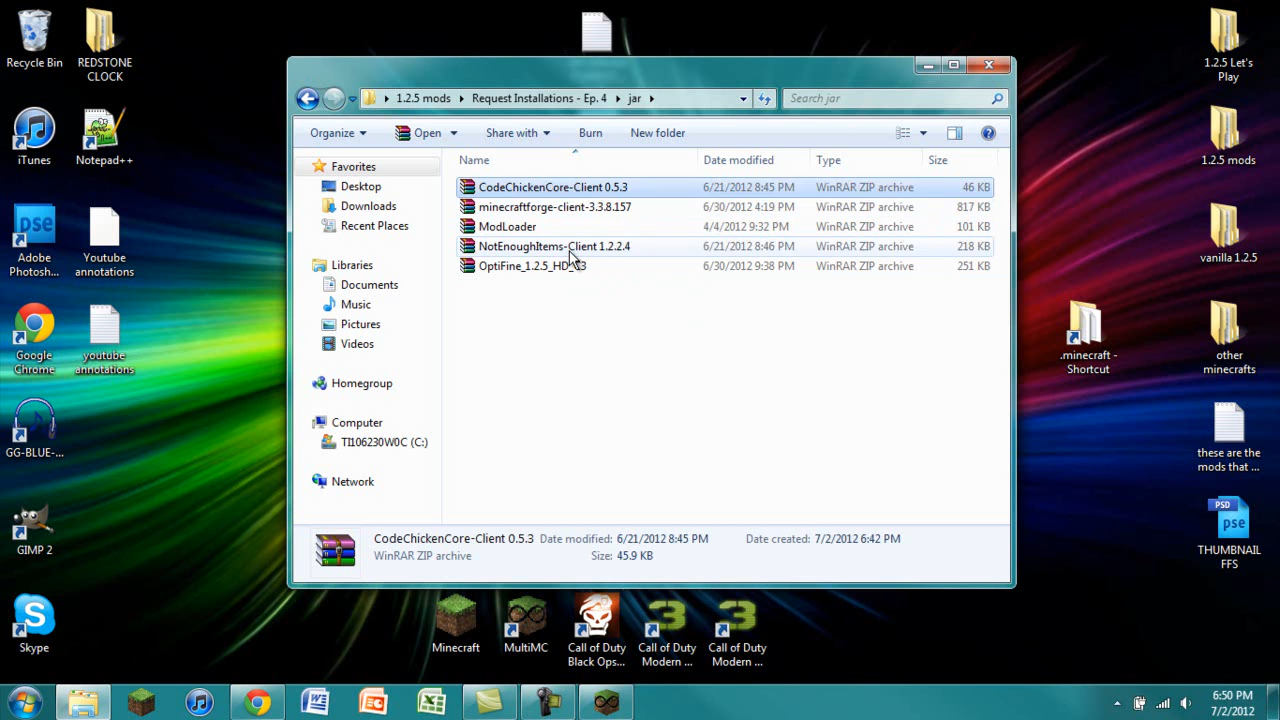 Recycle Bin
REDSTONE
CLOCK
iTunes
Notepad++
Adobe
Photosh...
Youtube
annotations
Google
Chrome
youtube
annotations
GG-BLUE-...
GIMP 2
Skype
1.2.5 mods
Request Installations - Ep. 4
jar
Search jar
Organize
Open
Share with
Burn
New folder
Favorites
Desktop
Downloads
Recent Places
Libraries
Documents
Music
Pictures
Videos
Homegroup
Computer
TI106230W0C (C:)
Network
Name Date modified Type Size
CodeChickenCore-Client 0.5.3 6/21/2012 8:45 PM WinRAR ZIP archive 46 KB
minecraftforge-client-3.3.8.157 6/30/2012 4:19 PM WinRAR ZIP archive 817 KB
ModLoader 4/4/2012 9:32 PM WinRAR ZIP archive 101 KB
NotEnoughItems-Client 1.2.2.4 6/21/2012 8:46 PM WinRAR ZIP archive 218 KB
6/30/2012 9:38 PM WinRAR ZIP archive 251 KB
CodeChickenCore-Client 0.5.3 Date modified: 6/21/2012 8:45 PM Date created: 7/2/2012 6:42 PM
WinRAR ZIP archive Size: 45.9 KB
Minecraft
MultiMC
Call of Duty
Black Ops...
Call of Duty
Modern ...
Call of Duty
Modern ...
1.2.5 Let's
Play
1.2.5 mods
vanilla 1.2.5
.minecraft -
Shortcut
other
minecrafts
these are the
mods that ...
THUMBNAIL
FFS
6:50 PM
7/2/2012